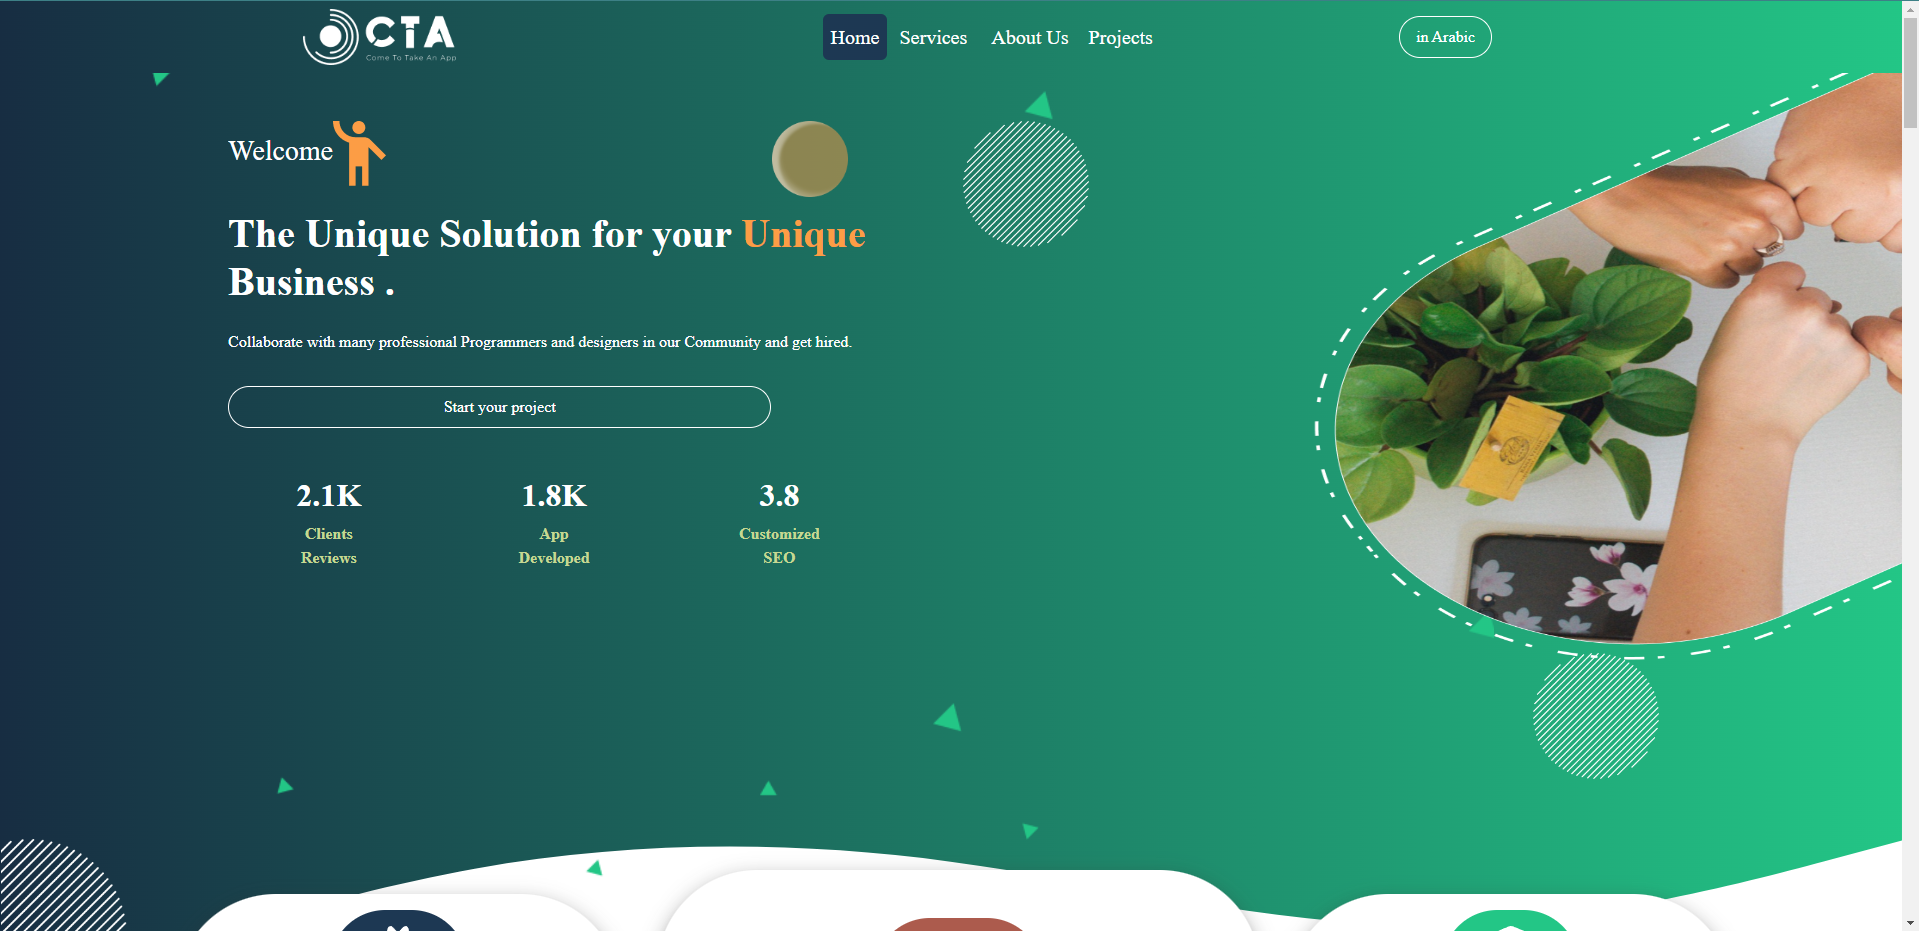 CTA
Come To Take An App
Home Services About Us Projects
in Arabic
Welcome
The Unique Solution for your Unique
Business .
Collaborate with many professional Programmers and designers in our Community and get hired.
Start your project
2.1K 1.8K 3.8
Clients App Customized
Reviews Developed SEO